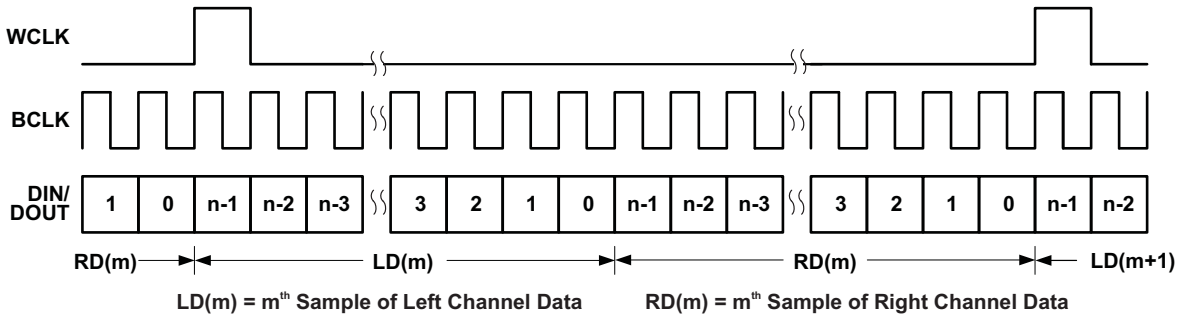 WCLK
BCLK
DIN/
DOUT
1 0 n-1 n-2 n-3 3 2 1 0 n-1 n-2 n-3 3 2 1 0 n-1 n-2
RD(m) LD(m) RD(m) LD(m+1)
LD(m) = mth Sample of Left Channel Data RD(m) = mth Sample of Right Channel Data